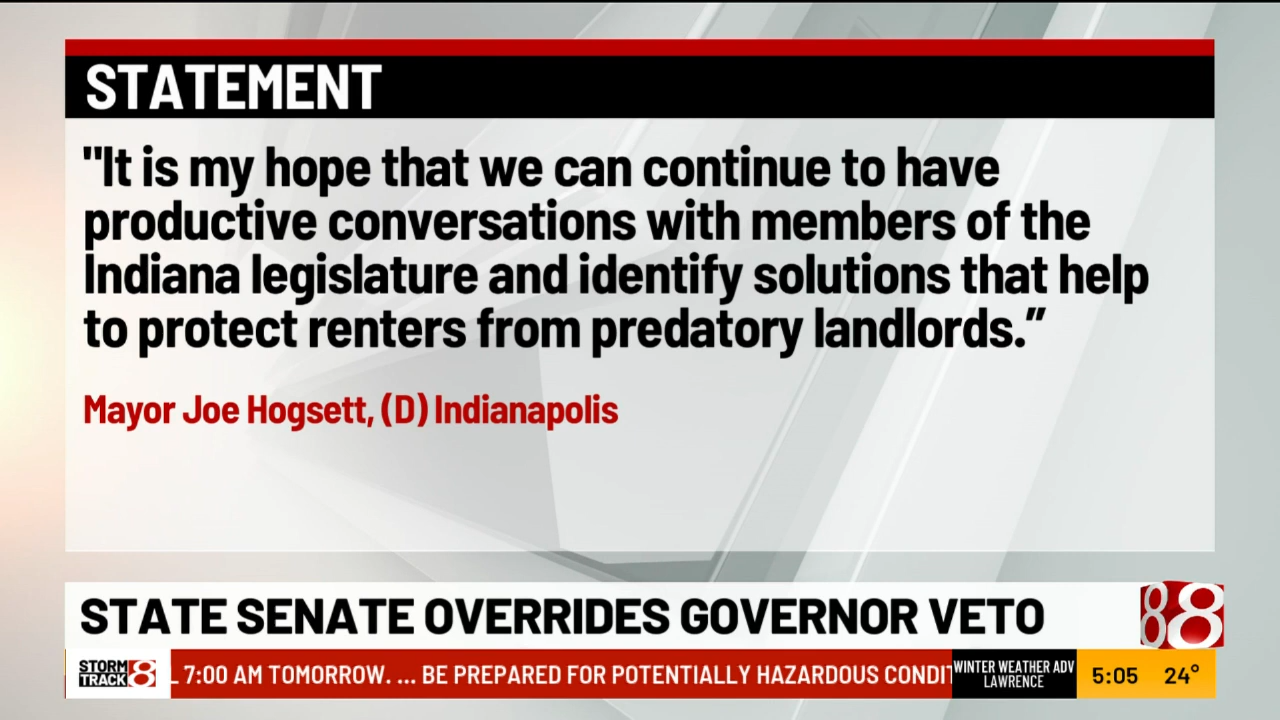 STATEMENT
"It is my hope that we can continue to have
productive conversations with members of the
Indiana legislature and identify solutions that help
to protect renters from predatory landlords.”
Mayor Joe Hogsett, (D) Indianapolis
STATE SENATE OVERRIDES GOVERNOR VETO
8 8
STORM
TRACK 8
7:00 AM TOMORROW. ... BE PREPARED FOR POTENTIALLY HAZARDOUS
WINTER WEATHER ADV
LAWRENCE
5:05 24°